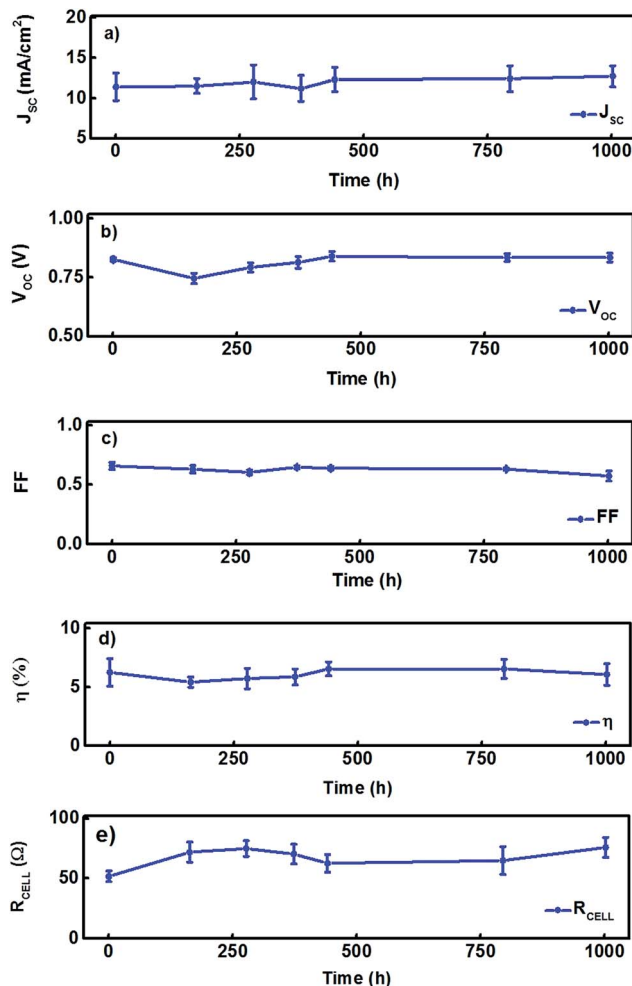 a)
20
15
10
5
J_SC (mA/cm²)
J_SC
0 250 500 750 1000
Time (h)
b)
1.00
0.75
0.50
V_OC (V)
V_OC
0 250 500 750 1000
Time (h)
c)
1.0
0.5
0.0
FF
FF
0 250 500 750 1000
Time (h)
d)
10
5
0
η (%)
η
0 250 500 750 1000
Time (h)
e)
100
50
0
R_CELL (Ω)
R_CELL
0 250 500 750 1000
Time (h)